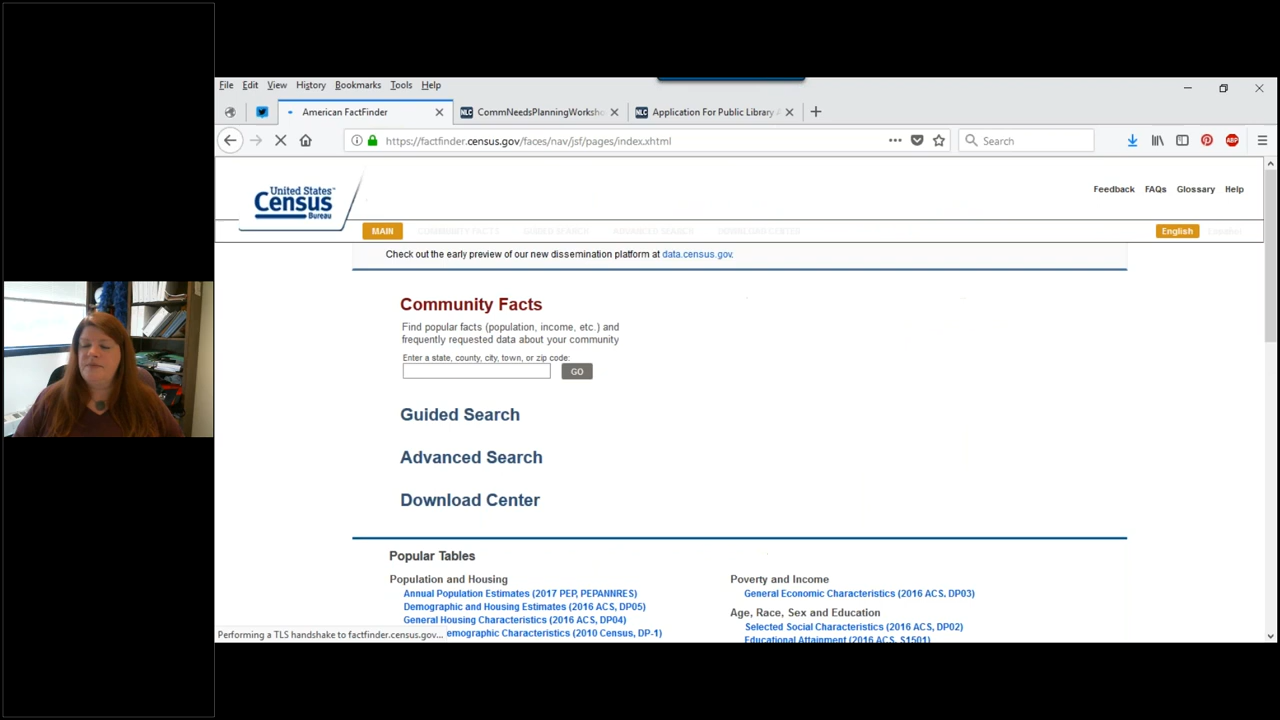 File Edit View History Bookmarks Tools Help
American FactFinder
CommNeedsPlanningWorksho
Application For Public Library A
https://factfinder.census.gov/faces/nav/jsf/pages/index.xhtml
Search
United States
Census
Bureau
Feedback FAQs Glossary Help
MAIN COMMUNITY FACTS GUIDED SEARCH ADVANCED SEARCH DOWNLOAD CENTER English Español
Check out the early preview of our new dissemination platform at data.census.gov.
Community Facts
Find popular facts (population, income, etc.) and
frequently requested data about your community
Enter a state, county, city, town, or zip code:
GO
Guided Search
Advanced Search
Download Center
Popular Tables
Population and Housing
Annual Population Estimates (2017 PEP, PEPANNRES)
Demographic and Housing Estimates (2016 ACS, DP05)
General Housing Characteristics (2016 ACS, DP04)
emographic Characteristics (2010 Census, DP-1)
Poverty and Income
General Economic Characteristics (2016 ACS. DP03)
Age, Race, Sex and Education
Selected Social Characteristics (2016 ACS, DP02)
Educational Attainment (2016 ACS, S1501)
Performing a TLS handshake to factfinder.census.gov...